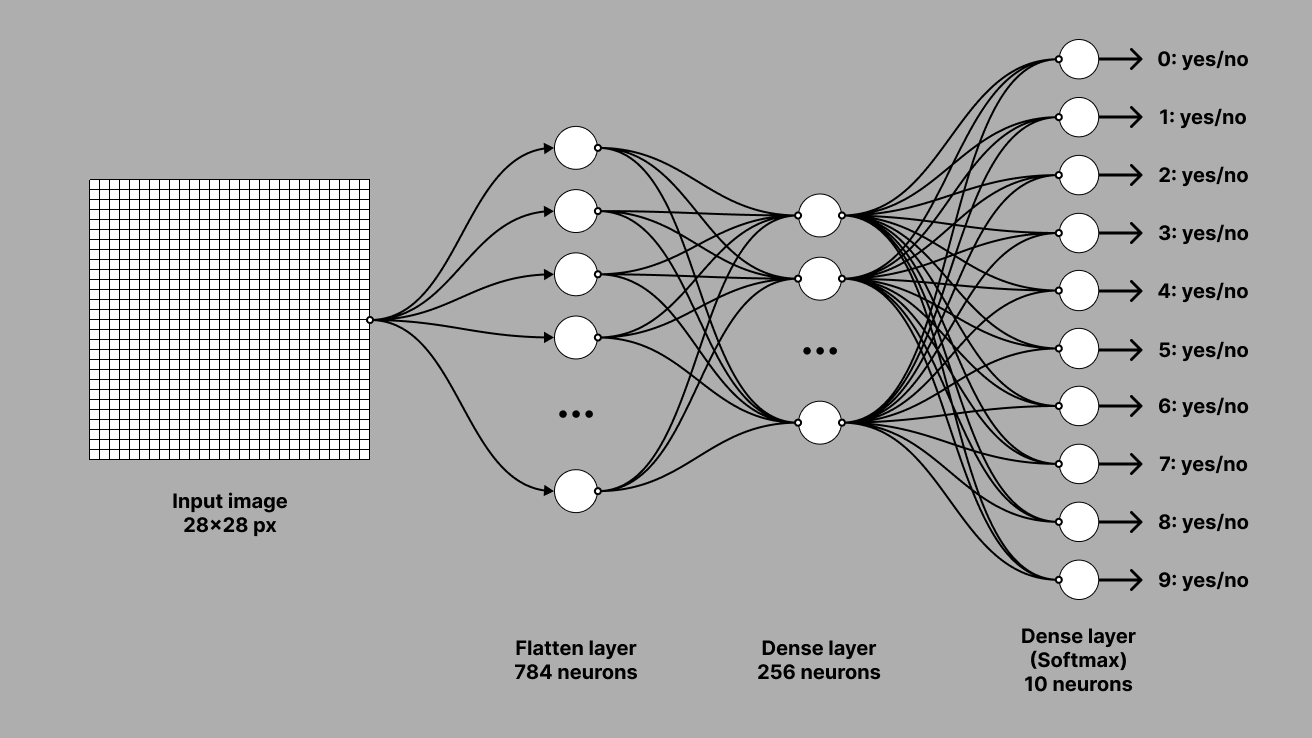 Input image
28×28 px
Flatten layer
784 neurons
Dense layer
256 neurons
Dense layer
(Softmax)
10 neurons
0: yes/no
1: yes/no
2: yes/no
3: yes/no
4: yes/no
5: yes/no
6: yes/no
7: yes/no
8: yes/no
9: yes/no